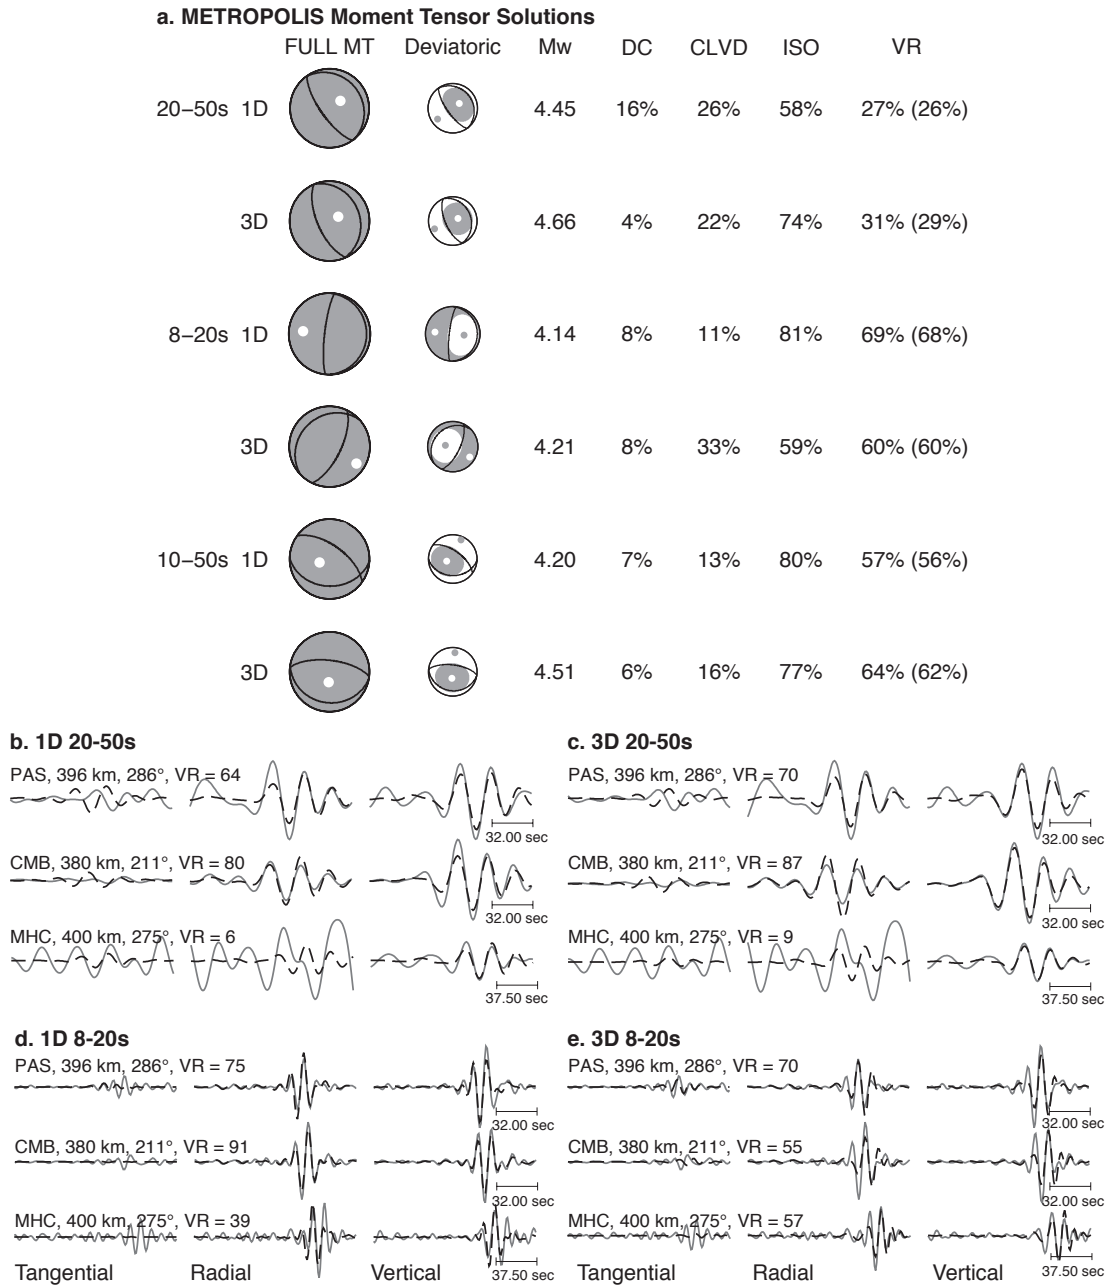 a. METROPOLIS Moment Tensor Solutions
FULL MT Deviatoric Mw DC CLVD ISO VR
20–50s 1D 4.45 16% 26% 58% 27% (26%)
3D 4.66 4% 22% 74% 31% (29%)
8–20s 1D 4.14 8% 11% 81% 69% (68%)
3D 4.21 8% 33% 59% 60% (60%)
10–50s 1D 4.20 7% 13% 80% 57% (56%)
3D 4.51 6% 16% 77% 64% (62%)
b. 1D 20-50s
PAS, 396 km, 286°, VR = 64
32.00 sec
CMB, 380 km, 211°, VR = 80
32.00 sec
MHC, 400 km, 275°, VR = 6
37.50 sec
c. 3D 20-50s
PAS, 396 km, 286°, VR = 70
32.00 sec
CMB, 380 km, 211°, VR = 87
32.00 sec
MHC, 400 km, 275°, VR = 9
37.50 sec
d. 1D 8-20s
PAS, 396 km, 286°, VR = 75
32.00 sec
CMB, 380 km, 211°, VR = 91
32.00 sec
MHC, 400 km, 275°, VR = 39
37.50 sec
Tangential Radial Vertical
e. 3D 8-20s
PAS, 396 km, 286°, VR = 70
32.00 sec
CMB, 380 km, 211°, VR = 55
32.00 sec
MHC, 400 km, 275°, VR = 57
37.50 sec
Tangential Radial Vertical